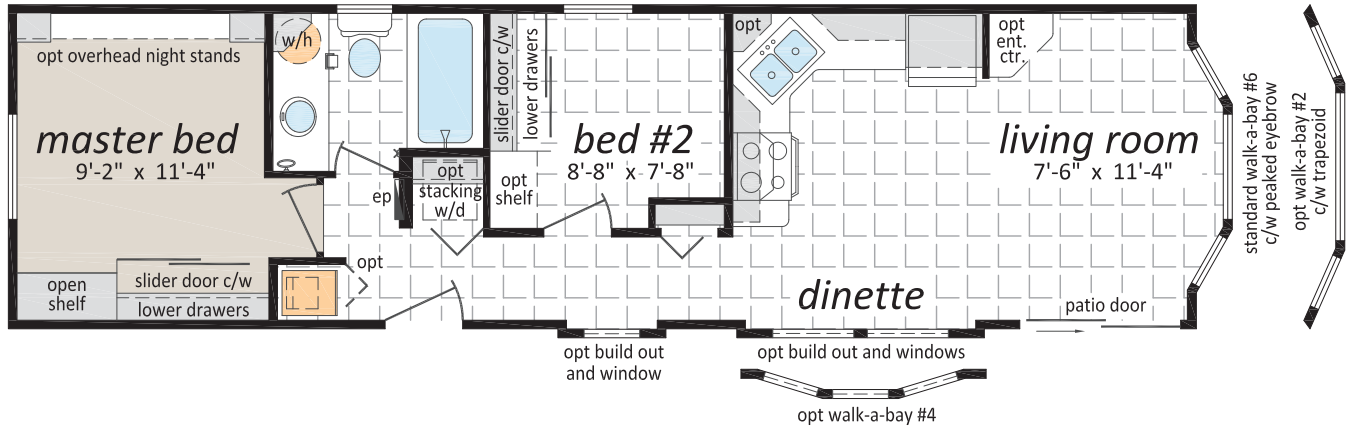 opt overhead night stands
master bed
9'-2" x 11'-4"
open
shelf
slider door c/w
lower drawers
w/h
ep
opt
opt
stacking
w/d
slider door c/w
lower drawers
opt
shelf
bed #2
8'-8" x 7'-8"
opt
opt
ent.
ctr.
living room
7'-6" x 11'-4"
dinette
patio door
opt build out
and window
opt build out and windows
opt walk-a-bay #4
standard walk-a-bay #6
c/w peaked eyebrow
opt walk-a-bay #2
c/w trapezoid